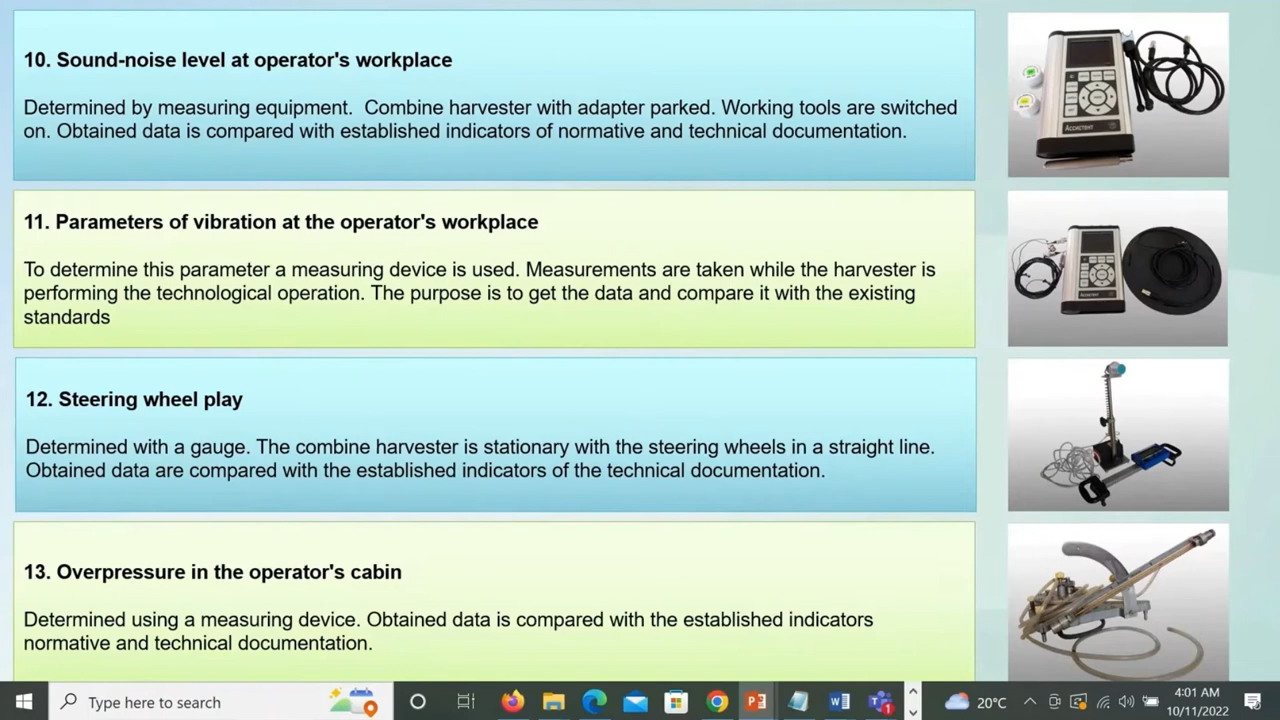 10. Sound-noise level at operator's workplace
Determined by measuring equipment.  Combine harvester with adapter parked. Working tools are switched
on. Obtained data is compared with established indicators of normative and technical documentation.
Ассистент
11. Parameters of vibration at the operator's workplace
To determine this parameter a measuring device is used. Measurements are taken while the harvester is
performing the technological operation. The purpose is to get the data and compare it with the existing
standards
Ассистент
12. Steering wheel play
Determined with a gauge. The combine harvester is stationary with the steering wheels in a straight line.
Obtained data are compared with the established indicators of the technical documentation.
13. Overpressure in the operator's cabin
Determined using a measuring device. Obtained data is compared with the established indicators
normative and technical documentation.
Type here to search
20°C
4:01 AM
10/11/2022